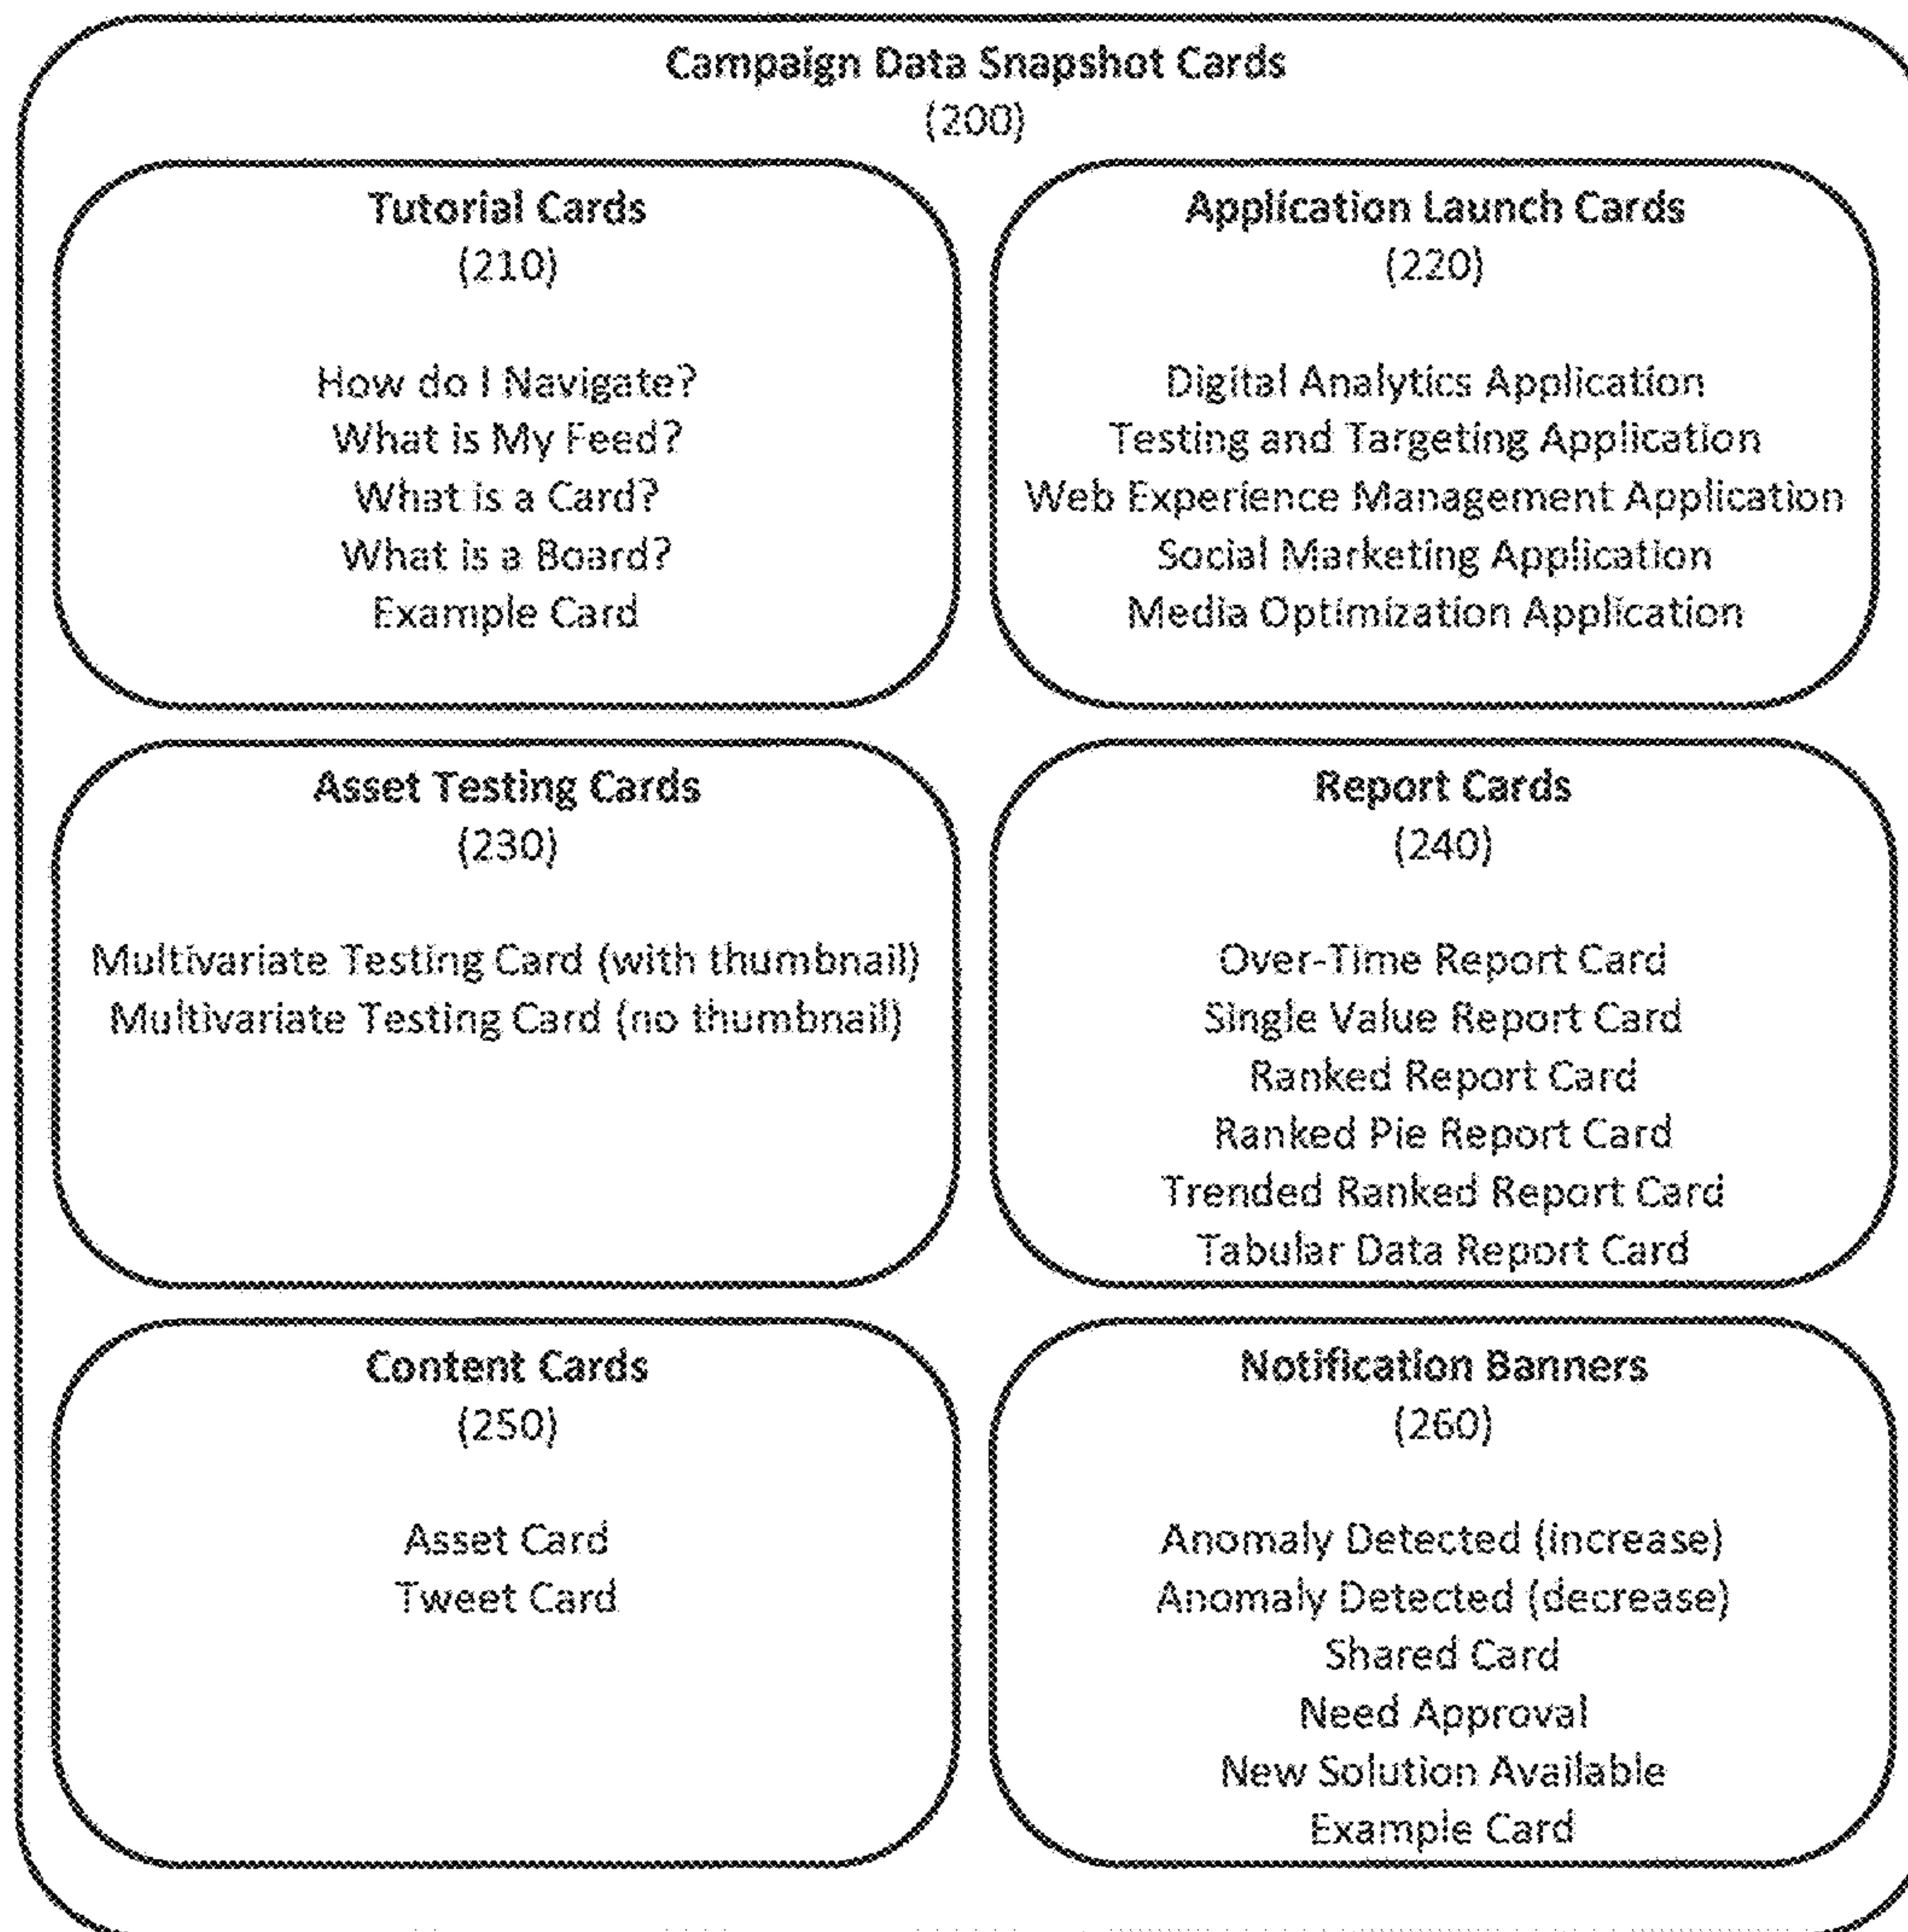 Campaign Data Snapshot Cards
(200)
Tutorial Cards
(210)
How do I Navigate?
What is My Feed?
What is a Card?
What is a Board?
Example Card
Application Launch Cards
(220)
Digital Analytics Application
Testing and Targeting Application
Web Experience Management Application
Social Marketing Application
Media Optimization Application
Asset Testing Cards
(230)
Multivariate Testing Card (with thumbnail)
Multivariate Testing Card (no thumbnail)
Report Cards
(240)
Over-Time Report Card
Single Value Report Card
Ranked Report Card
Ranked Pie Report Card
Trended Ranked Report Card
Tabular Data Report Card
Content Cards
(250)
Asset Card
Tweet Card
Notification Banners
(260)
Anomaly Detected (increase)
Anomaly Detected (decrease)
Shared Card
Need Approval
New Solution Available
Example Card